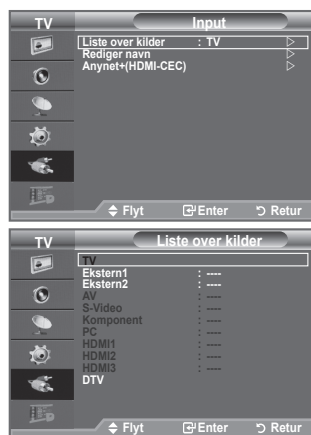 TV Input
Liste over kilder : TV
Rediger navn
Anynet+(HDMI-CEC)
Flyt Enter Retur
TV Liste over kilder
TV
Ekstern1 : ----
Ekstern2 : ----
AV : ----
S-Video : ----
Komponent : ----
PC : ----
HDMI1 : ----
HDMI2 : ----
HDMI3 : ----
DTV
Flyt Enter Retur